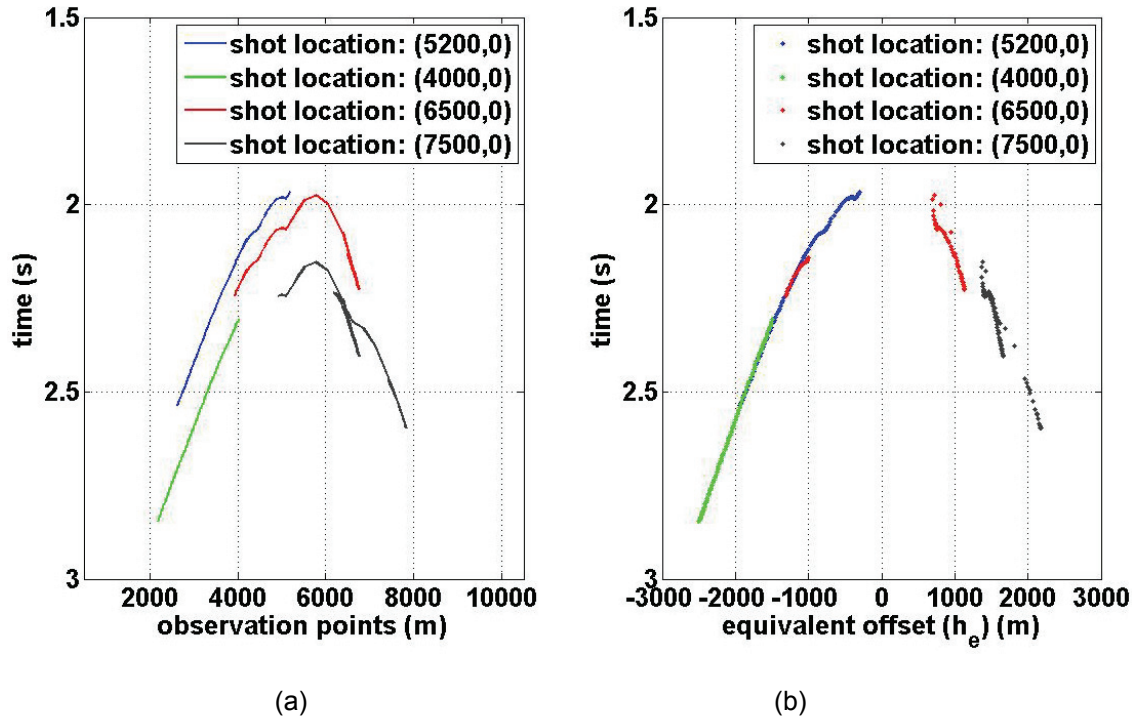 1.5
2
2.5
3
time (s)
2000 4000 6000 8000 10000
observation points (m)
shot location: (5200,0)
shot location: (4000,0)
shot location: (6500,0)
shot location: (7500,0)
(a)
1.5
2
2.5
3
time (s)
-3000 -2000 -1000 0 1000 2000 3000
equivalent offset (h_e) (m)
shot location: (5200,0)
shot location: (4000,0)
shot location: (6500,0)
shot location: (7500,0)
(b)